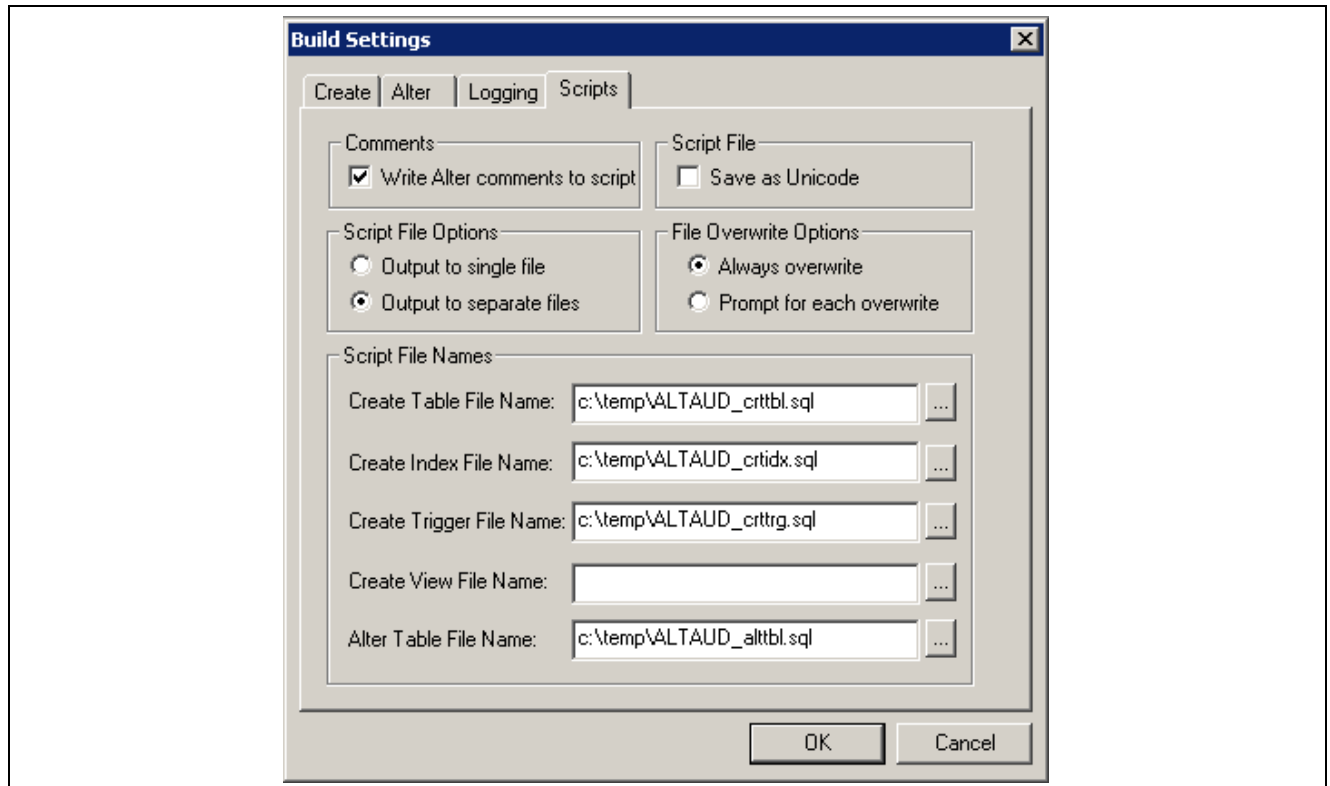 Build Settings
Create Alter Logging Scripts
Comments
Write Alter comments to script
Script File
Save as Unicode
Script File Options
Output to single file
Output to separate files
File Overwrite Options
Always overwrite
Prompt for each overwrite
Script File Names
Create Table File Name: c:\temp\ALTAUD_crttbl.sql ...
Create Index File Name: c:\temp\ALTAUD_crtidx.sql ...
Create Trigger File Name: c:\temp\ALTAUD_crttrg.sql ...
Create View File Name: ...
Alter Table File Name: c:\temp\ALTAUD_alttbl.sql ...
OK Cancel